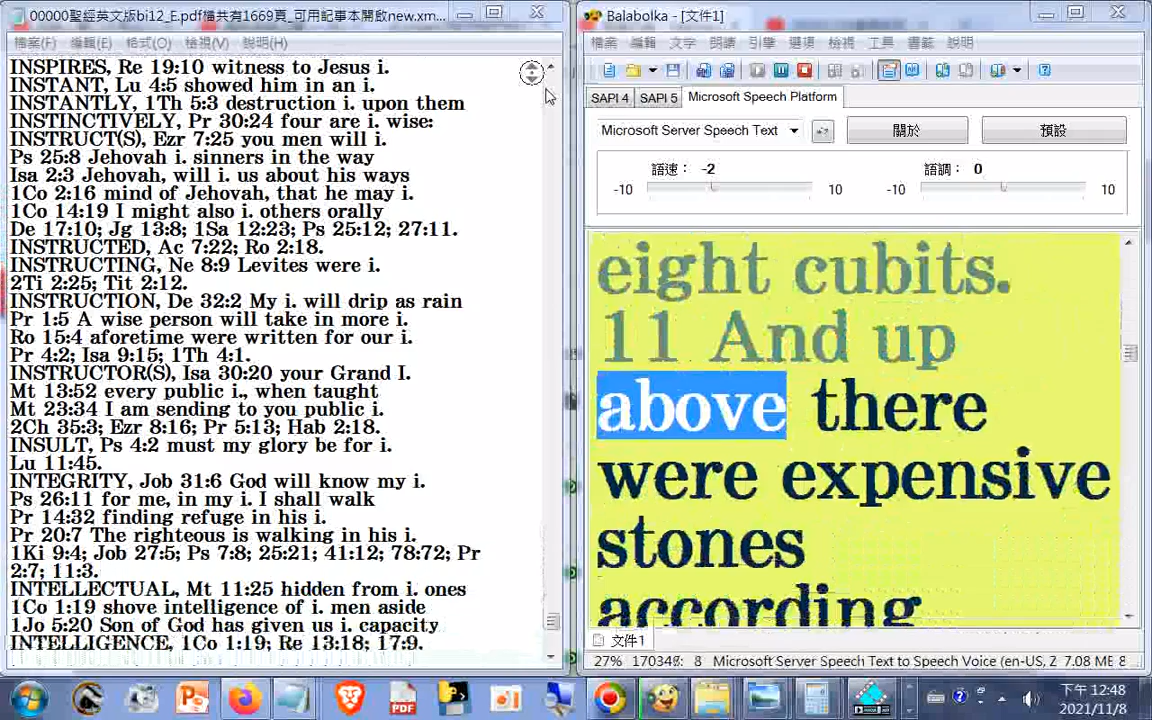 00000聖經英文版bi12_E.pdf檔共有1669頁_可用記事本開啟new.xm...
檔案(F) 編輯(E) 格式(O) 檢視(V) 說明(H)
INSPIRES, Re 19:10 witness to Jesus i.
INSTANT, Lu 4:5 showed him in an i.
INSTANTLY, 1Th 5:3 destruction i. upon them
INSTINCTIVELY, Pr 30:24 four are i. wise:
INSTRUCT(S), Ezr 7:25 you men will i.
Ps 25:8 Jehovah i. sinners in the way
Isa 2:3 Jehovah, will i. us about his ways
1Co 2:16 mind of Jehovah, that he may i.
1Co 14:19 I might also i. others orally
De 17:10; Jg 13:8; 1Sa 12:23; Ps 25:12; 27:11.
INSTRUCTED, Ac 7:22; Ro 2:18.
INSTRUCTING, Ne 8:9 Levites were i.
2Ti 2:25; Tit 2:12.
INSTRUCTION, De 32:2 My i. will drip as rain
Pr 1:5 A wise person will take in more i.
Ro 15:4 aforetime were written for our i.
Pr 4:2; Isa 9:15; 1Th 4:1.
INSTRUCTOR(S), Isa 30:20 your Grand I.
Mt 13:52 every public i., when taught
Mt 23:34 I am sending to you public i.
2Ch 35:3; Ezr 8:16; Pr 5:13; Hab 2:18.
INSULT, Ps 4:2 must my glory be for i.
Lu 11:45.
INTEGRITY, Job 31:6 God will know my i.
Ps 26:11 for me, in my i. I shall walk
Pr 14:32 finding refuge in his i.
Pr 20:7 The righteous is walking in his i.
1Ki 9:4; Job 27:5; Ps 7:8; 25:21; 41:12; 78:72; Pr
2:7; 11:3.
INTELLECTUAL, Mt 11:25 hidden from i. ones
1Co 1:19 shove intelligence of i. men aside
1Jo 5:20 Son of God has given us i. capacity
INTELLIGENCE, 1Co 1:19; Re 13:18; 17:9.
Balabolka - [文件1]
檔案 編輯 文字 朗讀 引擎 選項 檢視 工具 書籤 說明
SAPI 4 SAPI 5 Microsoft Speech Platform
Microsoft Server Speech Text 關於 預設
語速： -2 語調： 0
-10 10 -10 10
eight cubits.
11 And up
above there
were expensive
stones
according
文件1
27% Microsoft Server Speech Text to Speech Voice (en-US, 2 7.08 MB 8
下午 12:48
2021/11/8